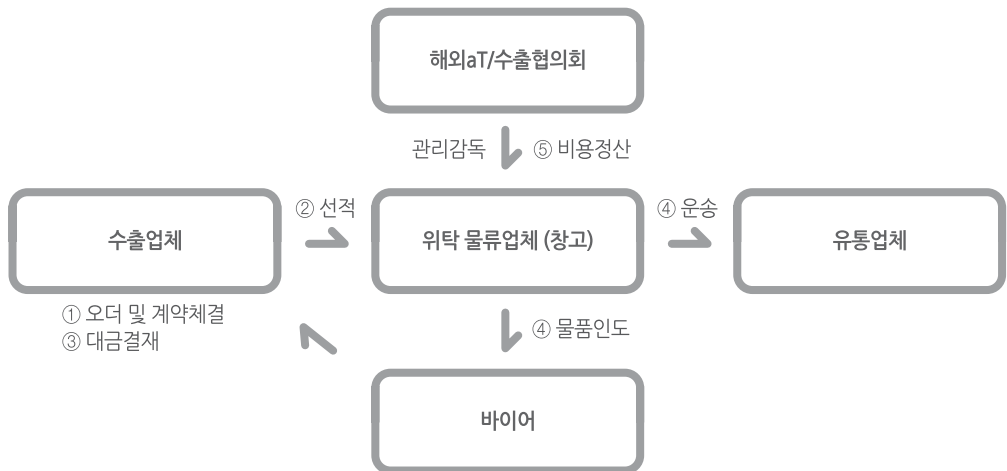 해외aT/수출협의회
관리감독
⑤ 비용정산
② 선적
④ 운송
수출업체
위탁 물류업체 (창고)
유통업체
① 오더 및 계약체결
③ 대금결재
④ 물품인도
바이어